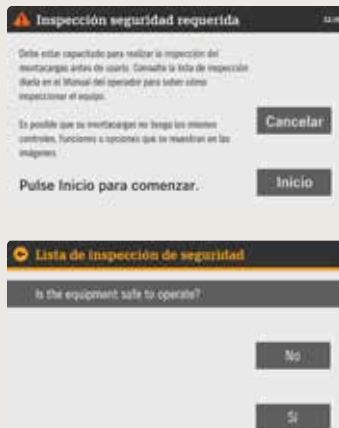 Inspección seguridad requerida
Debe estar capacitado para realizar la inspección del
montacargas antes de usarlo. Consulte la lista de inspección
diaria en el Manual del operador para saber cómo
inspeccionar el equipo.
Es posible que su montacargas no tenga los mismos
controles, funciones u opciones que se muestran en las
imágenes.
Cancelar
Pulse Inicio para comenzar.
Inicio
Lista de inspección de seguridad
Is the equipment safe to operate?
No
Sí